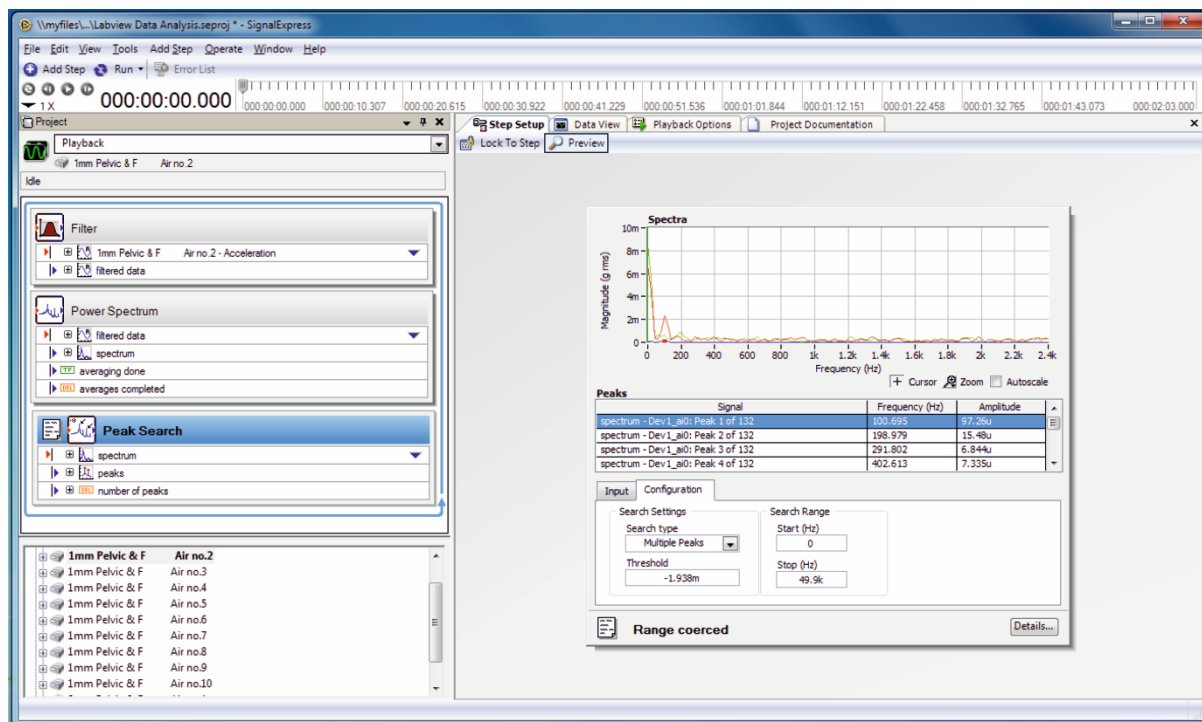 \\myfiles\...\Labview Data Analysis.seproj * - SignalExpress
File Edit View Tools Add Step Operate Window Help
Add Step Run Error List
1 X 000:00:00.000 000:00:00.000 000:00:10.307 000:00:20.615 000:00:30.922 000:00:41.229 000:00:51.536 000:01:01.844 000:01:12.151 000:01:22.458 000:01:32.765 000:01:43.073 000:02:03.000
Project
Playback
1mm Pelvic & F Air no.2
Idle
Filter
1mm Pelvic & F Air no.2 - Acceleration
filtered data
Power Spectrum
filtered data
spectrum
TF averaging done
DBL averages completed
Peak Search
spectrum
peaks
DBL number of peaks
1mm Pelvic & F Air no.2
1mm Pelvic & F Air no.3
1mm Pelvic & F Air no.4
1mm Pelvic & F Air no.5
1mm Pelvic & F Air no.6
1mm Pelvic & F Air no.7
1mm Pelvic & F Air no.8
1mm Pelvic & F Air no.9
1mm Pelvic & F Air no.10
Step Setup Data View Playback Options Project Documentation
Lock To Step Preview
Spectra
10m
8m
6m
4m
2m
0
Magnitude (g rms)
0 200 400 600 800 1k 1.2k 1.4k 1.6k 1.8k 2k 2.2k 2.4k
Frequency (Hz)
Cursor Zoom Autoscale
Peaks
Signal Frequency (Hz) Amplitude
spectrum - Dev1_ai0: Peak 1 of 132 100.695 97.26u
spectrum - Dev1_ai0: Peak 2 of 132 198.979 15.48u
spectrum - Dev1_ai0: Peak 3 of 132 291.802 6.844u
spectrum - Dev1_ai0: Peak 4 of 132 402.613 7.335u
Input Configuration
Search Settings Search Range
Search type Start (Hz)
Multiple Peaks 0
Threshold Stop (Hz)
-1.938m 49.9k
Range coerced Details...